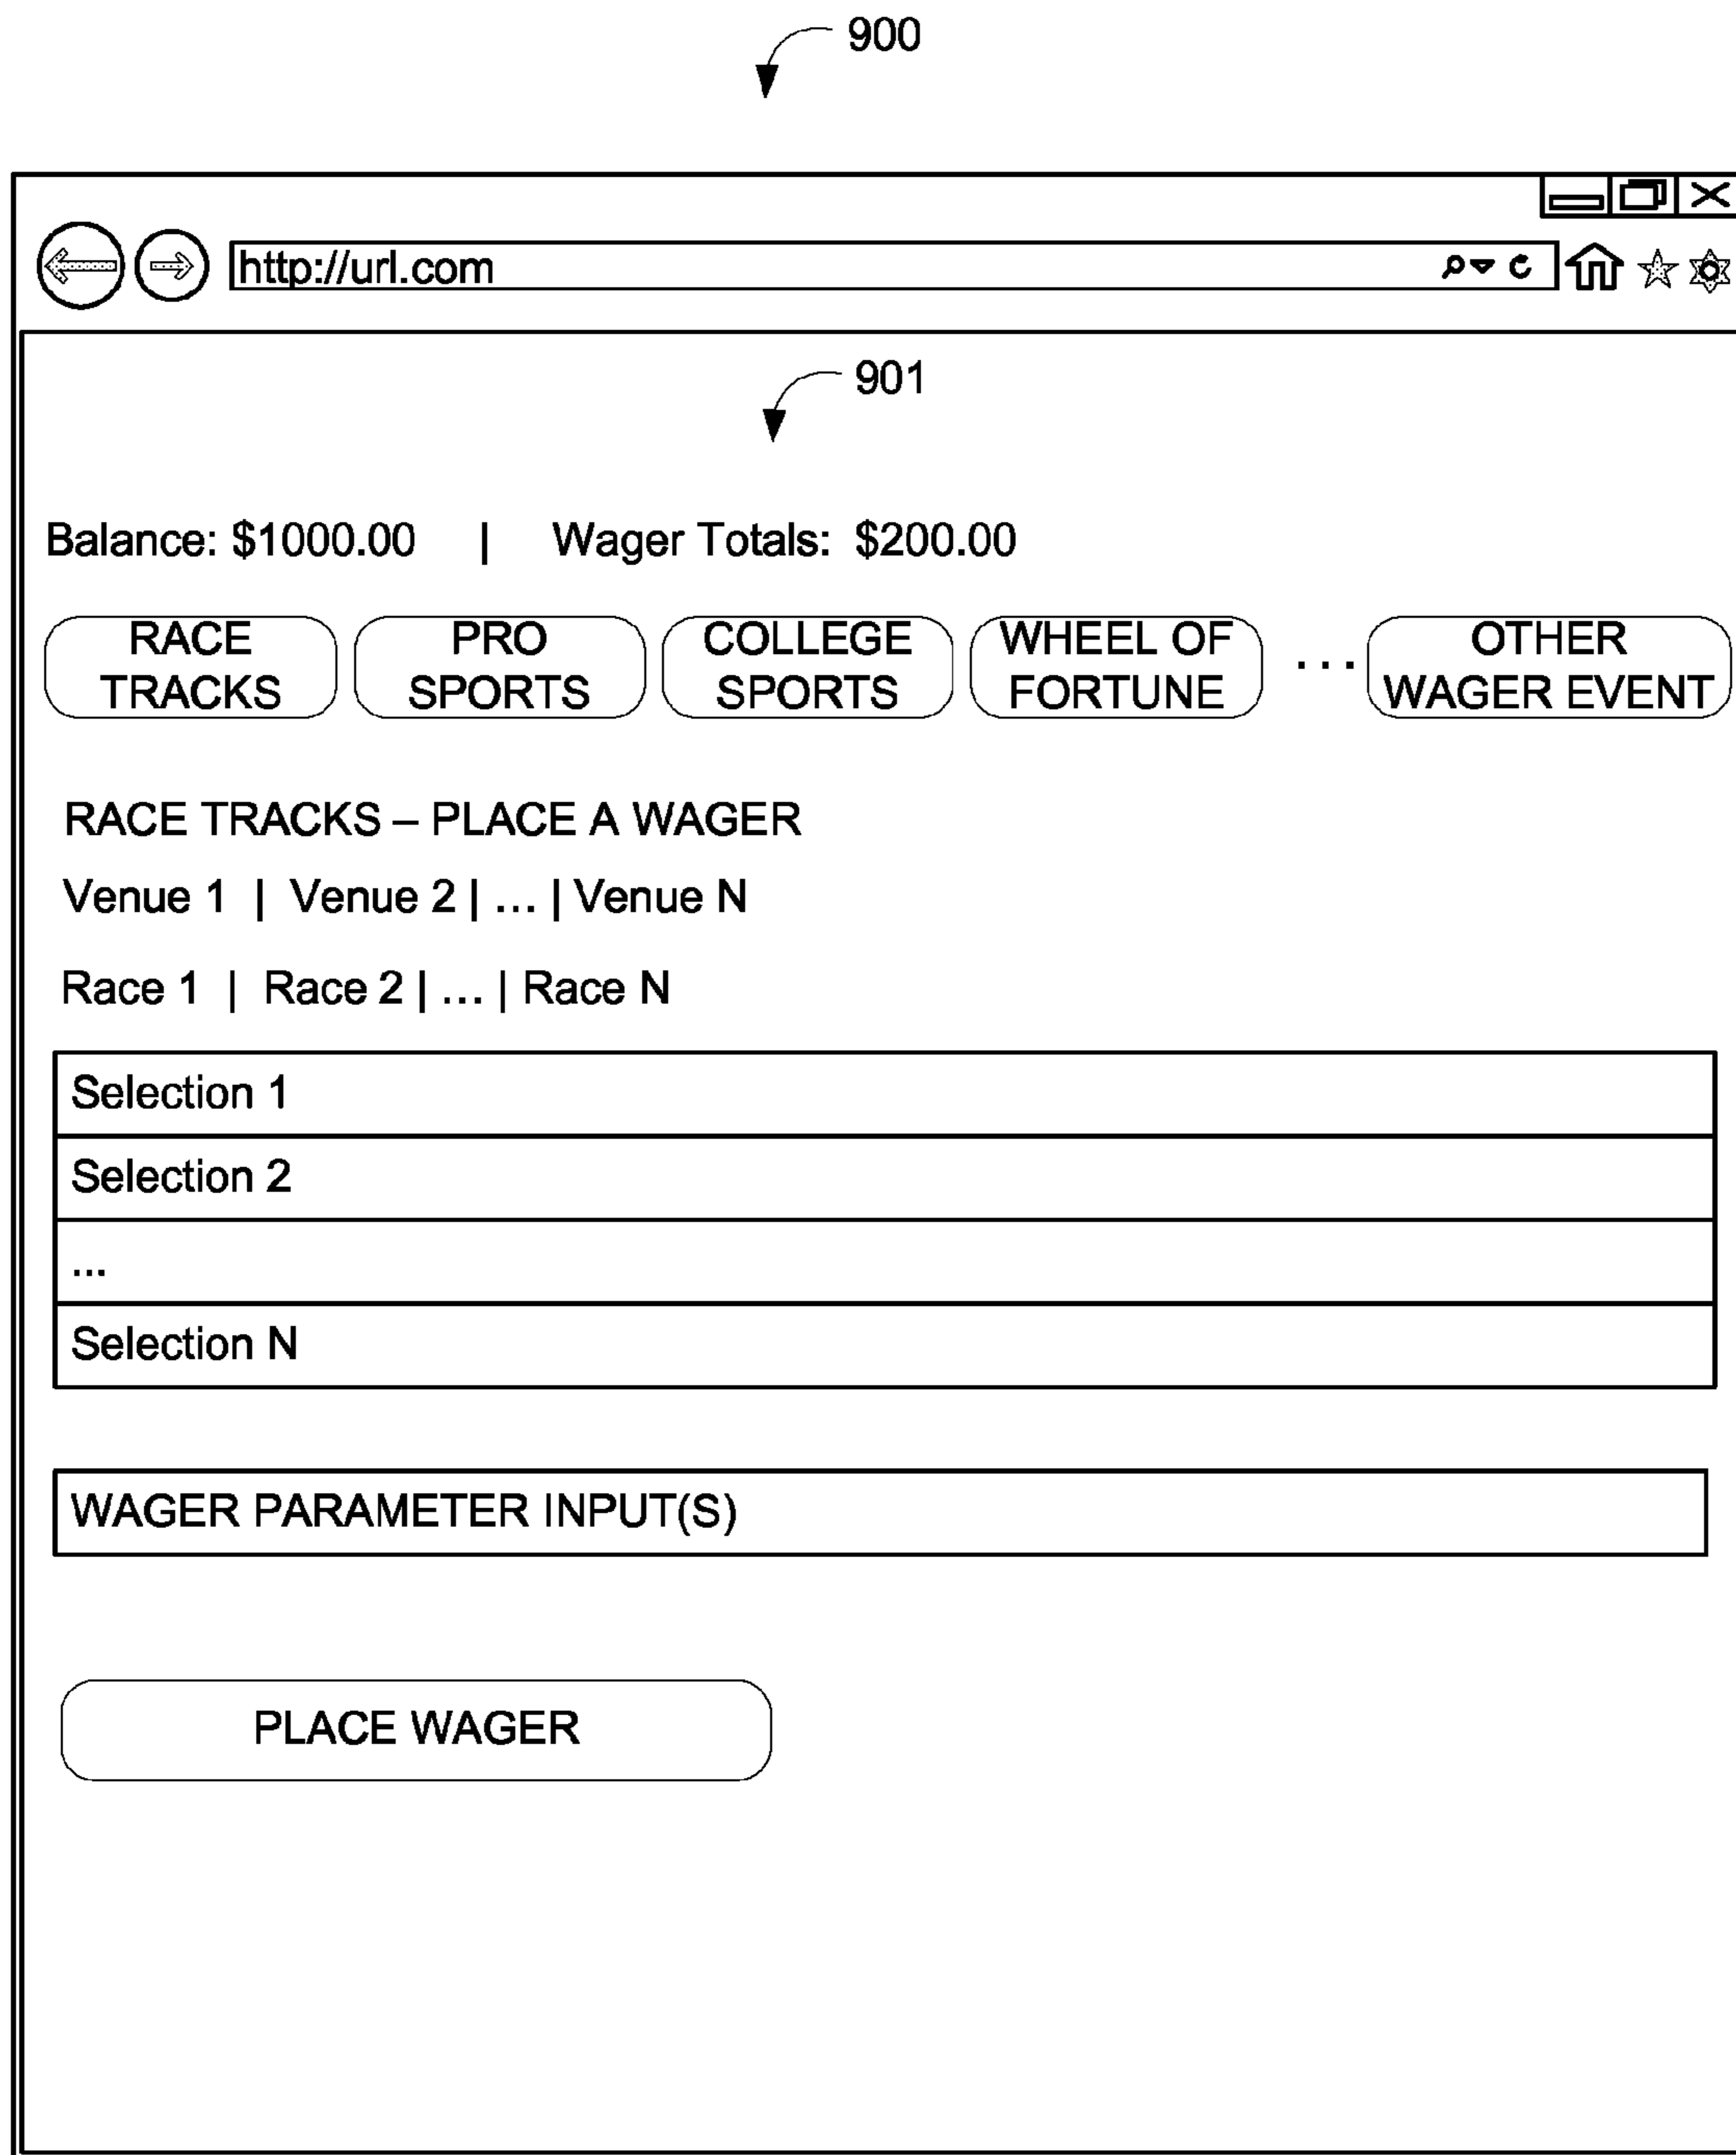 900
http://url.com
901
Balance: $1000.00 | Wager Totals: $200.00
RACE TRACKS
PRO SPORTS
COLLEGE SPORTS
WHEEL OF FORTUNE
...
OTHER WAGER EVENT
RACE TRACKS – PLACE A WAGER
Venue 1 | Venue 2 | ... | Venue N
Race 1 | Race 2 | ... | Race N
Selection 1
Selection 2
...
Selection N
WAGER PARAMETER INPUT(S)
PLACE WAGER